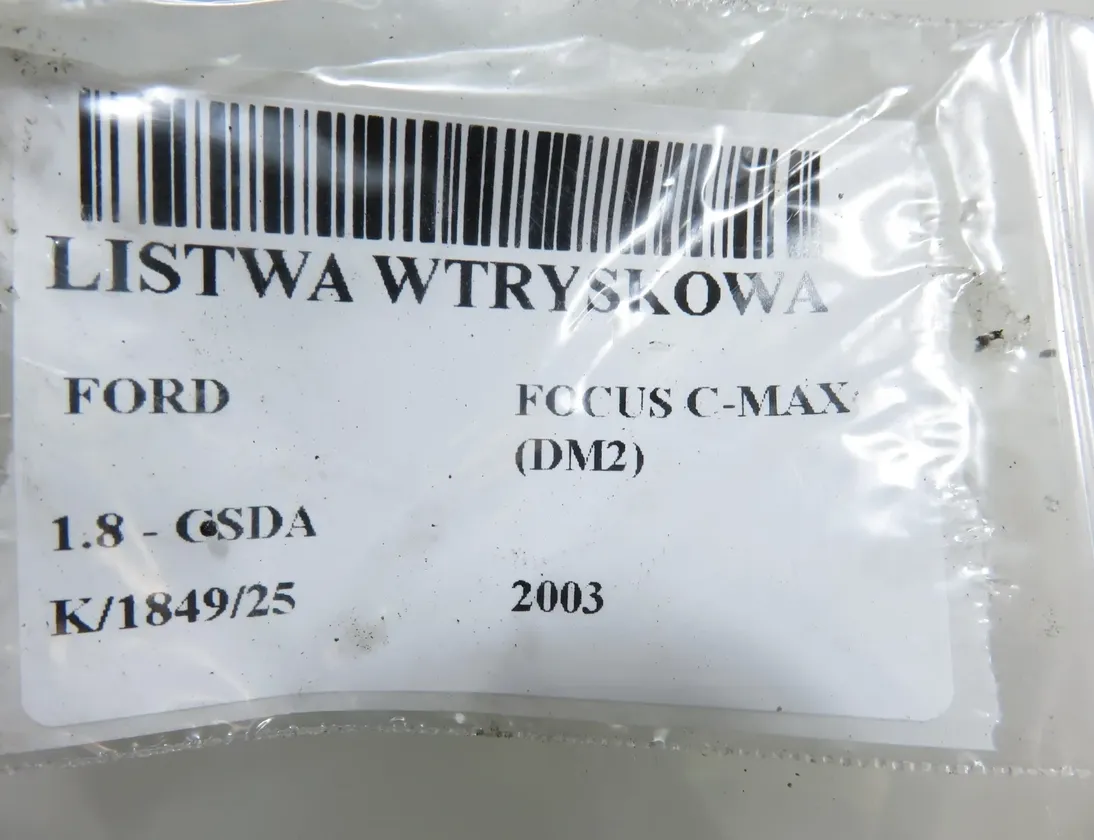 LISTWA WTRYSKOWA
FORD
FOCUS C-MAX
(DM2)
1.8 - CSDA
K/1849/25
2003